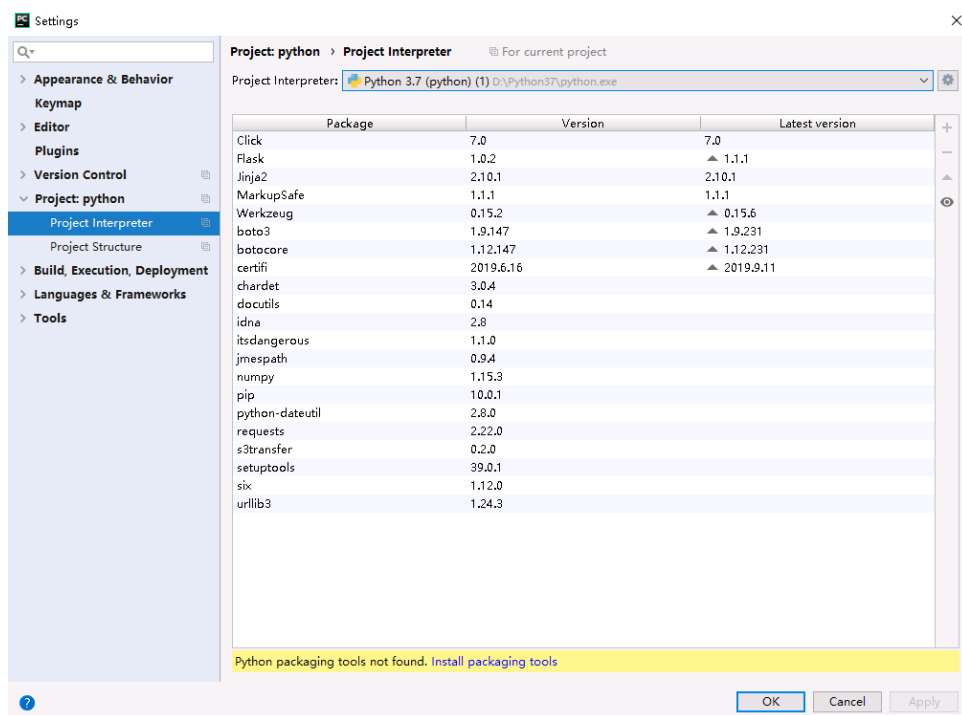 PC Settings
Project: python › Project Interpreter For current project
Project Interpreter: Python 3.7 (python) (1) D:\Python37\python.exe
Appearance & Behavior
Keymap
Editor
Plugins
Version Control
Project: python
Project Interpreter
Project Structure
Build, Execution, Deployment
Languages & Frameworks
Tools
Package Version Latest version
Click 7.0 7.0
Flask 1.0.2 1.1.1
Jinja2 2.10.1 2.10.1
MarkupSafe 1.1.1 1.1.1
Werkzeug 0.15.2 0.15.6
boto3 1.9.147 1.9.231
botocore 1.12.147 1.12.231
certifi 2019.6.16 2019.9.11
chardet 3.0.4
docutils 0.14
idna 2.8
itsdangerous 1.1.0
jmespath 0.9.4
numpy 1.15.3
pip 10.0.1
python-dateutil 2.8.0
requests 2.22.0
s3transfer 0.2.0
setuptools 39.0.1
six 1.12.0
urllib3 1.24.3
Python packaging tools not found. Install packaging tools
? OK Cancel Apply